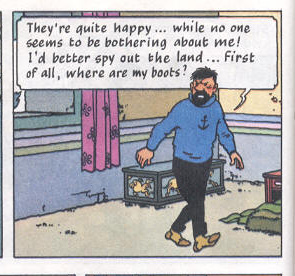 They're quite happy... while no one
seems to be bothering about me!
I'd better spy out the land... First
of all, where are my boots?